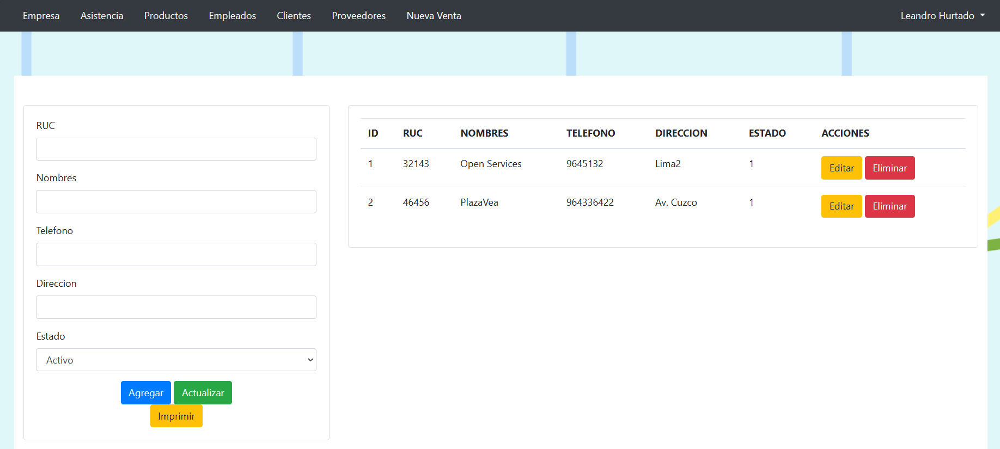 Empresa Asistencia Productos Empleados Clientes Proveedores Nueva Venta Leandro Hurtado
RUC
Nombres
Telefono
Direccion
Estado
Activo
Agregar Actualizar
Imprimir
ID RUC NOMBRES TELEFONO DIRECCION ESTADO ACCIONES
1 32143 Open Services 9645132 Lima2 1 Editar Eliminar
2 46456 PlazaVea 964336422 Av. Cuzco 1 Editar Eliminar